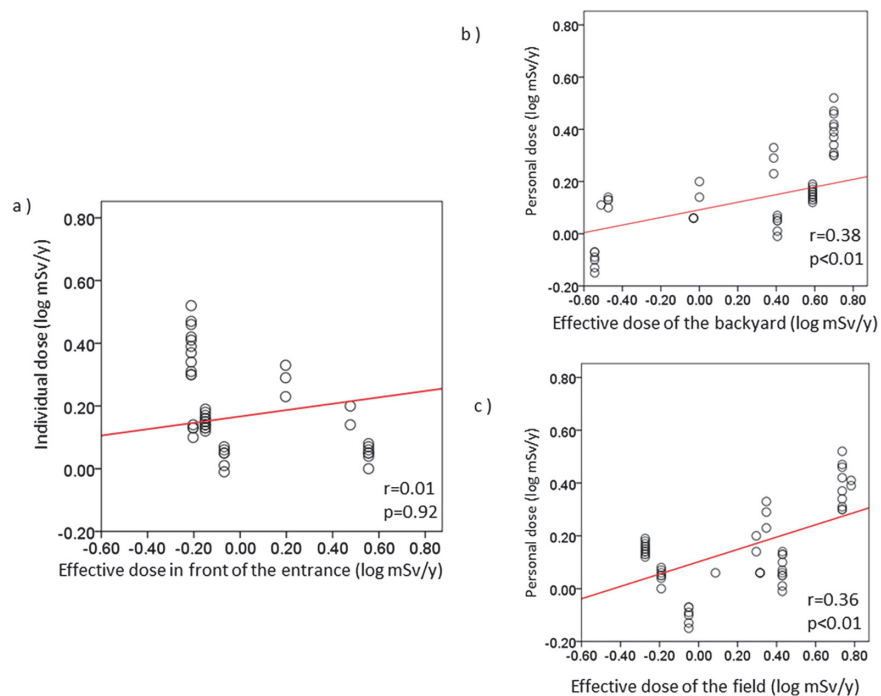 a )
Individual dose (log mSv/y)
0.80
0.60
0.40
0.20
0.00
-0.20
-0.60 -0.40 -0.20 0.00 0.20 0.40 0.60 0.80
Effective dose in front of the entrance (log mSv/y)
r=0.01
p=0.92
b )
Personal dose (log mSv/y)
0.80
0.60
0.40
0.20
0.00
-0.20
-0.60 -0.40 -0.20 0.00 0.20 0.40 0.60 0.80
Effective dose of the backyard (log mSv/y)
r=0.38
p<0.01
c )
Personal dose (log mSv/y)
0.80
0.60
0.40
0.20
0.00
-0.20
-0.60 -0.40 -0.20 0.00 0.20 0.40 0.60 0.80
Effective dose of the field (log mSv/y)
r=0.36
p<0.01